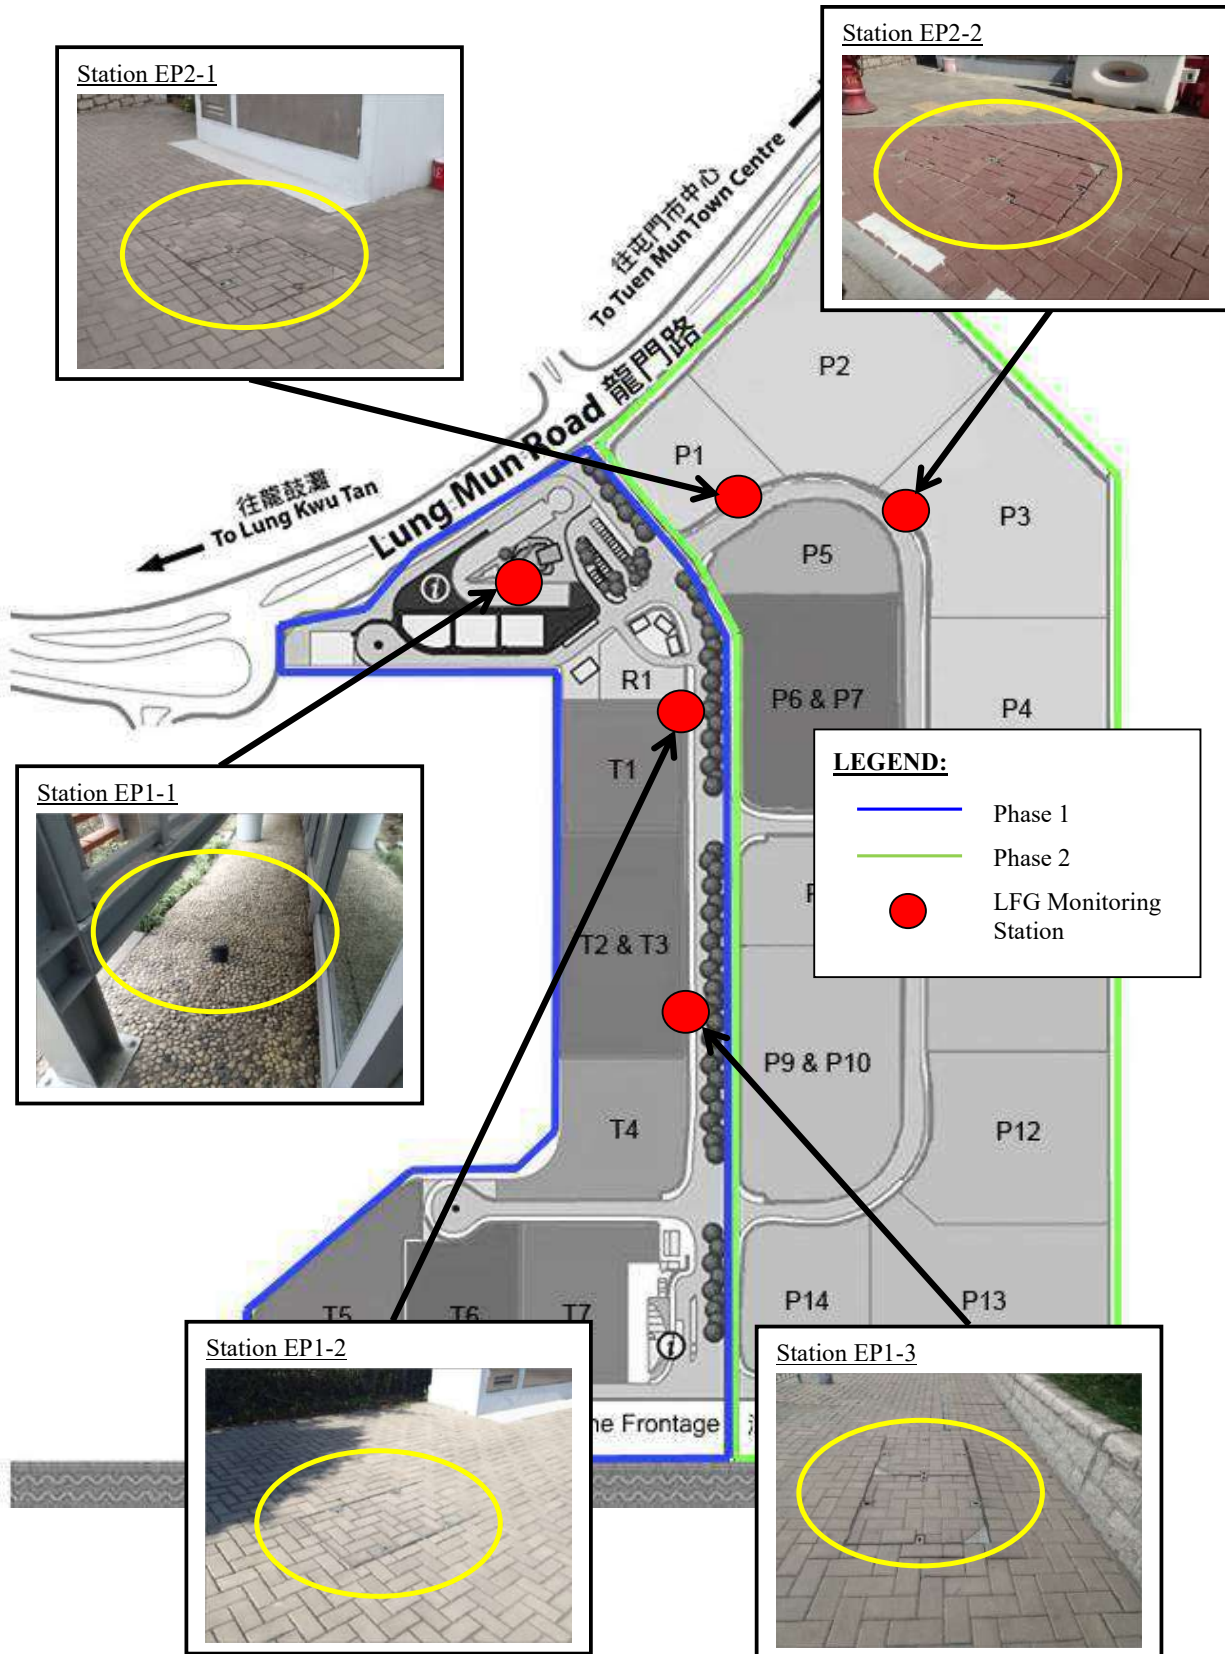 Station EP2-1
Station EP2-2
往屯門市中心
To Tuen Mun Town Centre
Lung Mun Road 龍門路
往龍鼓灘
To Lung Kwu Tan
P2
P1
P3
P5
i
R1
P6 & P7
P4
T1
LEGEND:
Phase 1
Phase 2
LFG Monitoring
Station
Station EP1-1
T2 & T3
P9 & P10
T4
P12
T5
T6
T7
P14
P13
i
Station EP1-2
Station EP1-3
Frontage